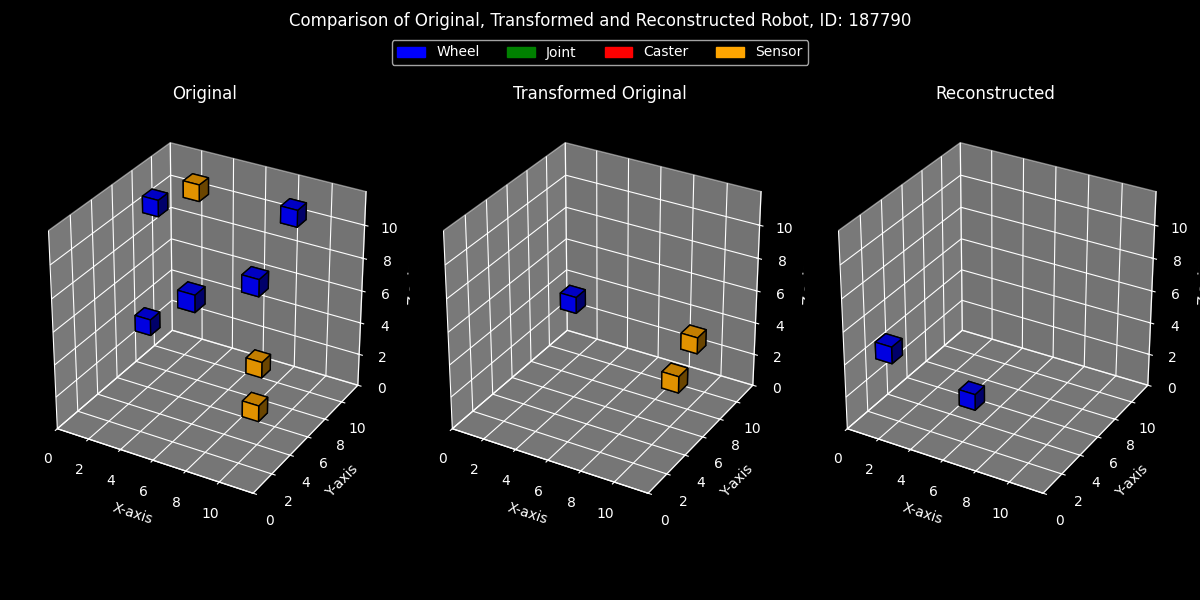 Comparison of Original, Transformed and Reconstructed Robot, ID: 187790
Wheel Joint Caster Sensor
Original Transformed Original Reconstructed
0 2 4 6 8 10
X-axis
0 2 4 6 8 10
Y-axis
0 2 4 6 8 10
0 2 4 6 8 10
X-axis
0 2 4 6 8 10
Y-axis
0 2 4 6 8 10
0 2 4 6 8 10
X-axis
0 2 4 6 8 10
Y-axis
0 2 4 6 8 10